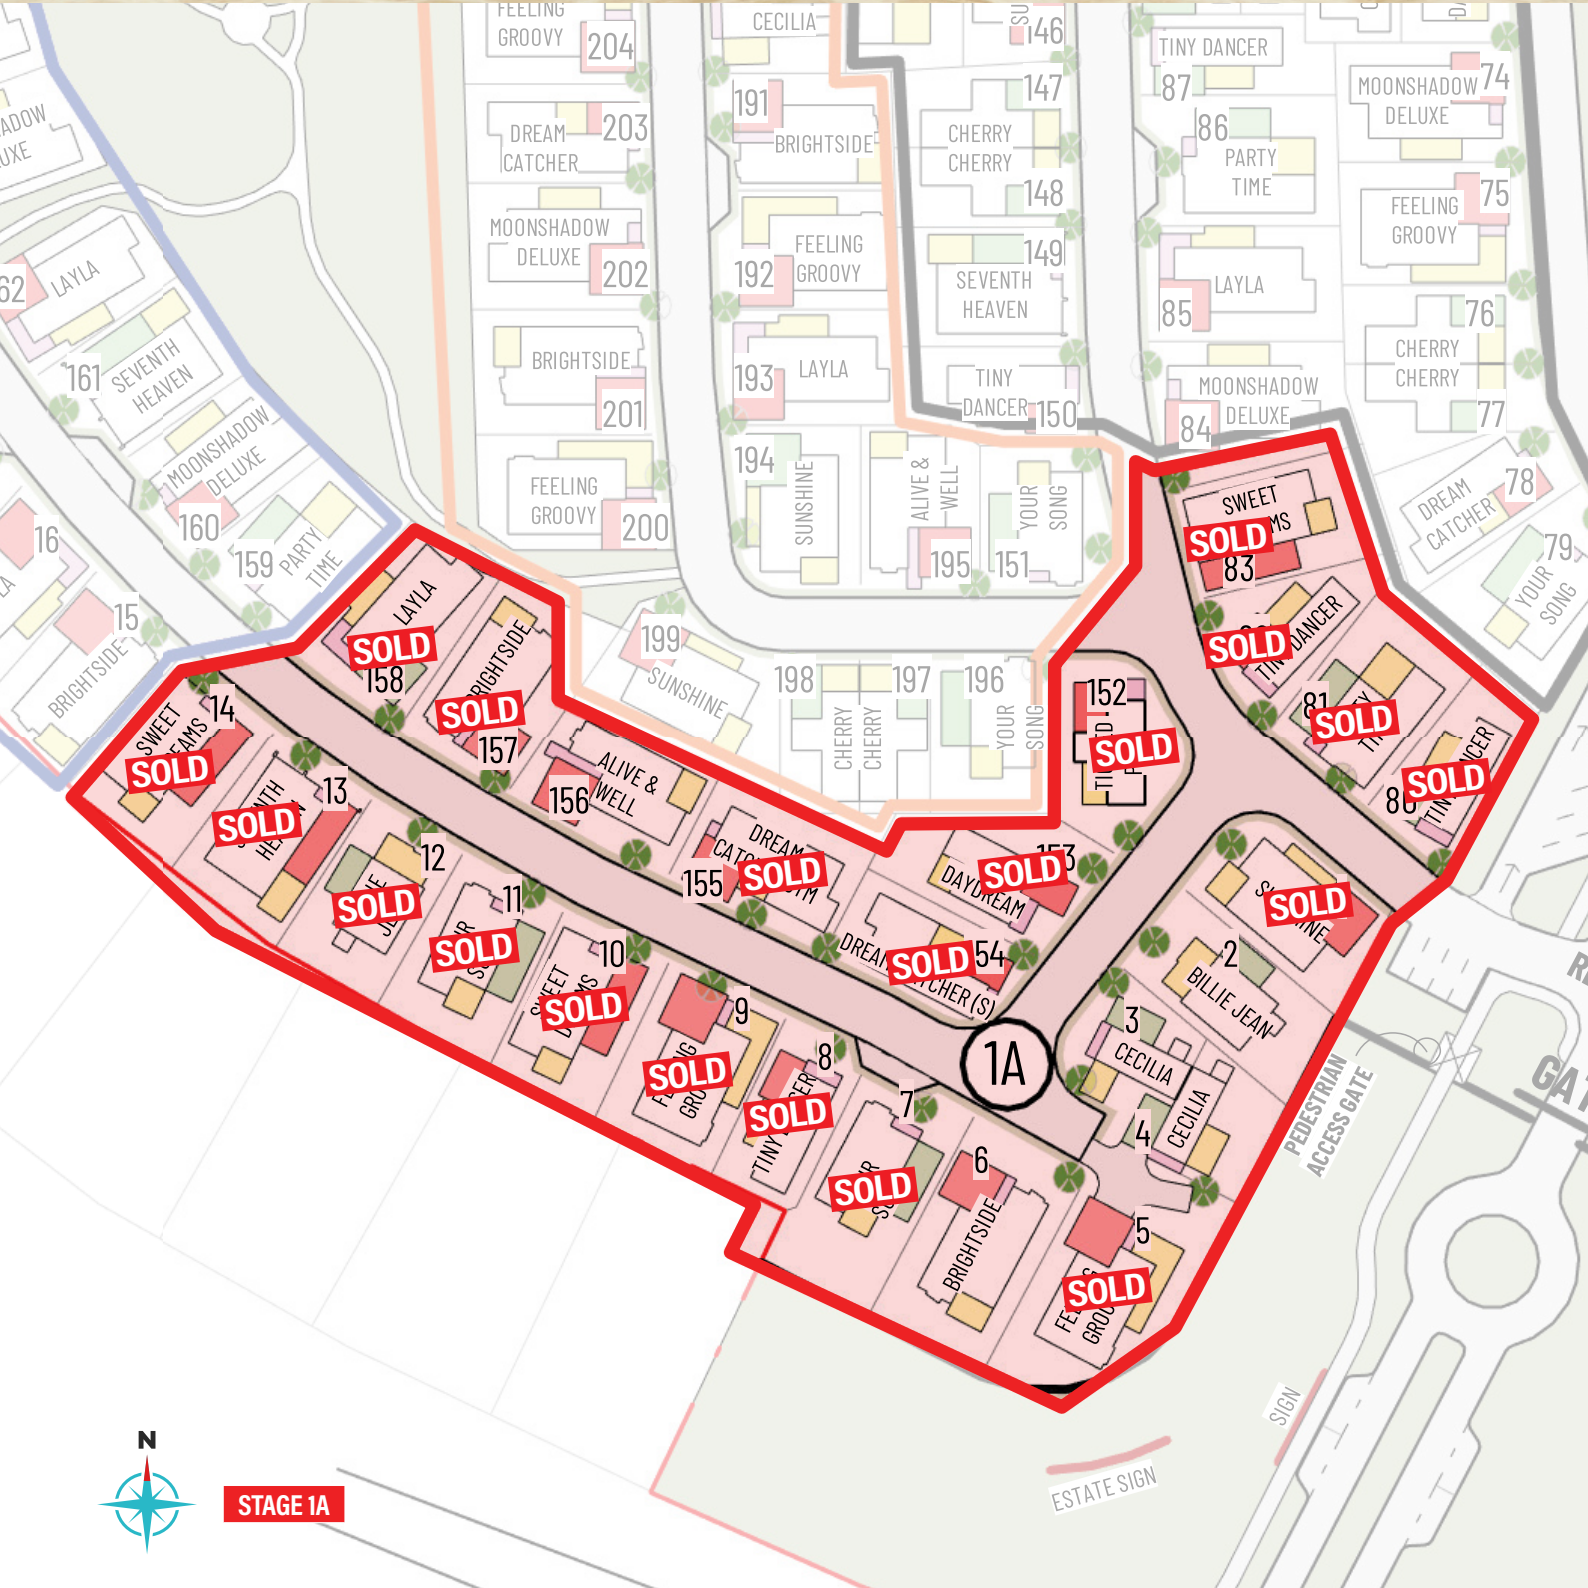 FEELING
GROOVY
204
CECILIA
146
TINY DANCER
87
MOONSHADOW
DELUXE
74
DREAM
CATCHER
203
191
BRIGHTSIDE
CHERRY
CHERRY
147
148
86
PARTY
TIME
FEELING
GROOVY
75
MOONSHADOW
DELUXE
202
192
FEELING
GROOVY
149
SEVENTH
HEAVEN
85
LAYLA
76
CHERRY
CHERRY
77
62
LAYLA
161
SEVENTH
HEAVEN
BRIGHTSIDE
201
193
LAYLA
TINY
DANCER
150
MOONSHADOW
DELUXE
84
MOONSHADOW
DELUXE
160
159
PARTY
TIME
FEELING
GROOVY
200
194
SUNSHINE
ALIVE &
WELL
195
YOUR
SONG
151
DREAM
CATCHER
78
79
YOUR
SONG
16
15
BRIGHTSIDE
199
SUNSHINE
198
CHERRY
CHERRY
197
196
YOUR
SONG
SWEET
SOLD
83
SOLD
DANCER
81
SOLD
80
SOLD
LAYLA
SOLD
158
SOLD
157
14
SWEET
SOLD
13
SOLD
156
ALIVE &
WELL
152
SOLD
12
SOLD
DREAM
155
SOLD
153
SOLD
DAYDREAM
SOLD
SOLD
11
SOLD
10
SWEET
SOLD
2
BILLIE JEAN
9
SOLD
8
SOLD
TINY
1A
3
CECILIA
4
CECILIA
7
SOLD
6
BRIGHTSIDE
5
SOLD
PEDESTRIAN
ACCESS GATE
SIGN
ESTATE SIGN
N
STAGE 1A